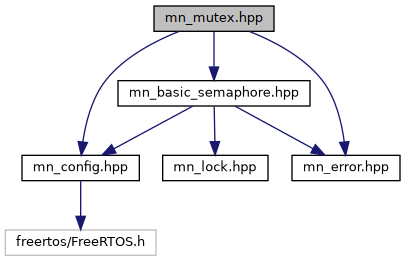 mn_mutex.hpp
mn_basic_semaphore.hpp
mn_config.hpp
mn_lock.hpp
mn_error.hpp
freertos/FreeRTOS.h